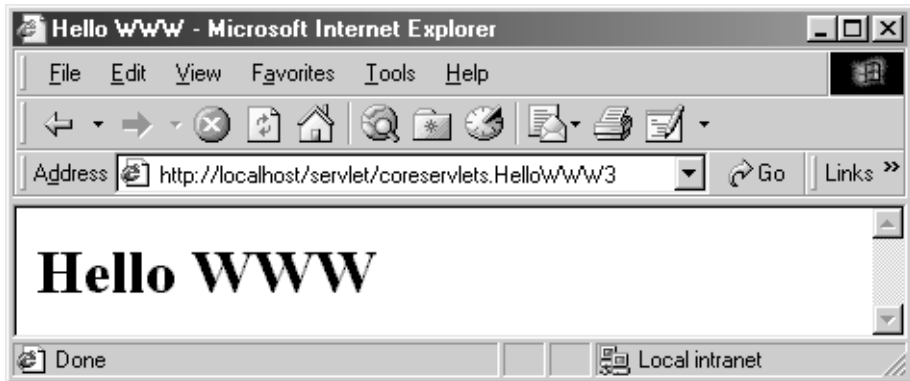 Hello WWW - Microsoft Internet Explorer
File Edit View Favorites Tools Help
Address http://localhost/servlet/coreservlets.HelloWWW3 Go Links »
Hello WWW
Done Local intranet